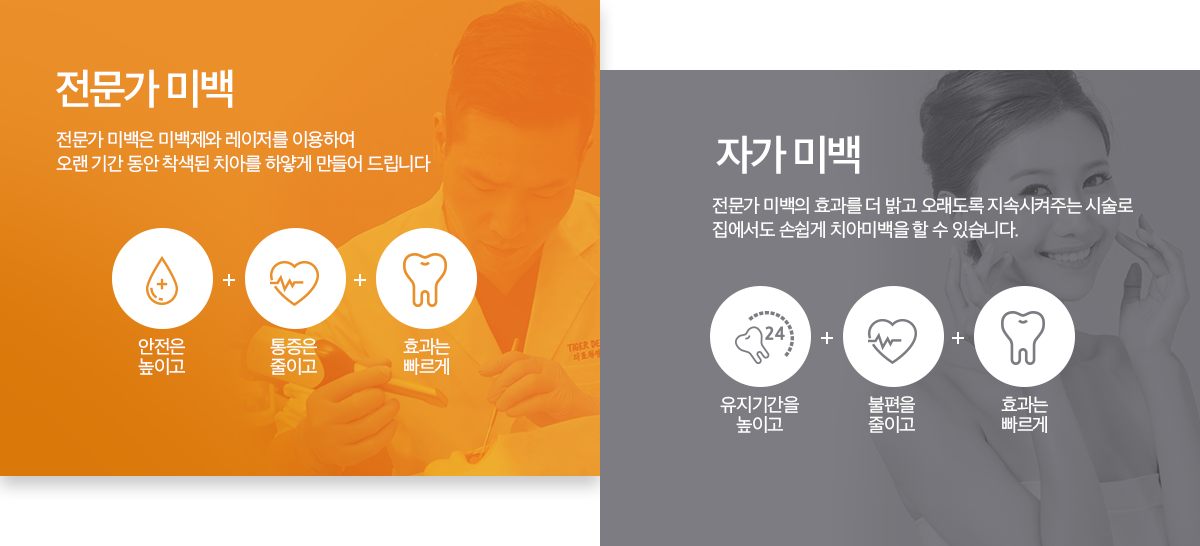 전문가 미백
전문가 미백은 미백제와 레이저를 이용하여
오랜 기간 동안 착색된 치아를 하얗게 만들어 드립니다
안전은
높이고
통증은
줄이고
효과는
빠르게
TIGER DE
자가 미백
전문가 미백의 효과를 더 밝고 오래도록 지속시켜주는 시술로
집에서도 손쉽게 치아미백을 할 수 있습니다.
24
유지기간을
높이고
불편을
줄이고
효과는
빠르게